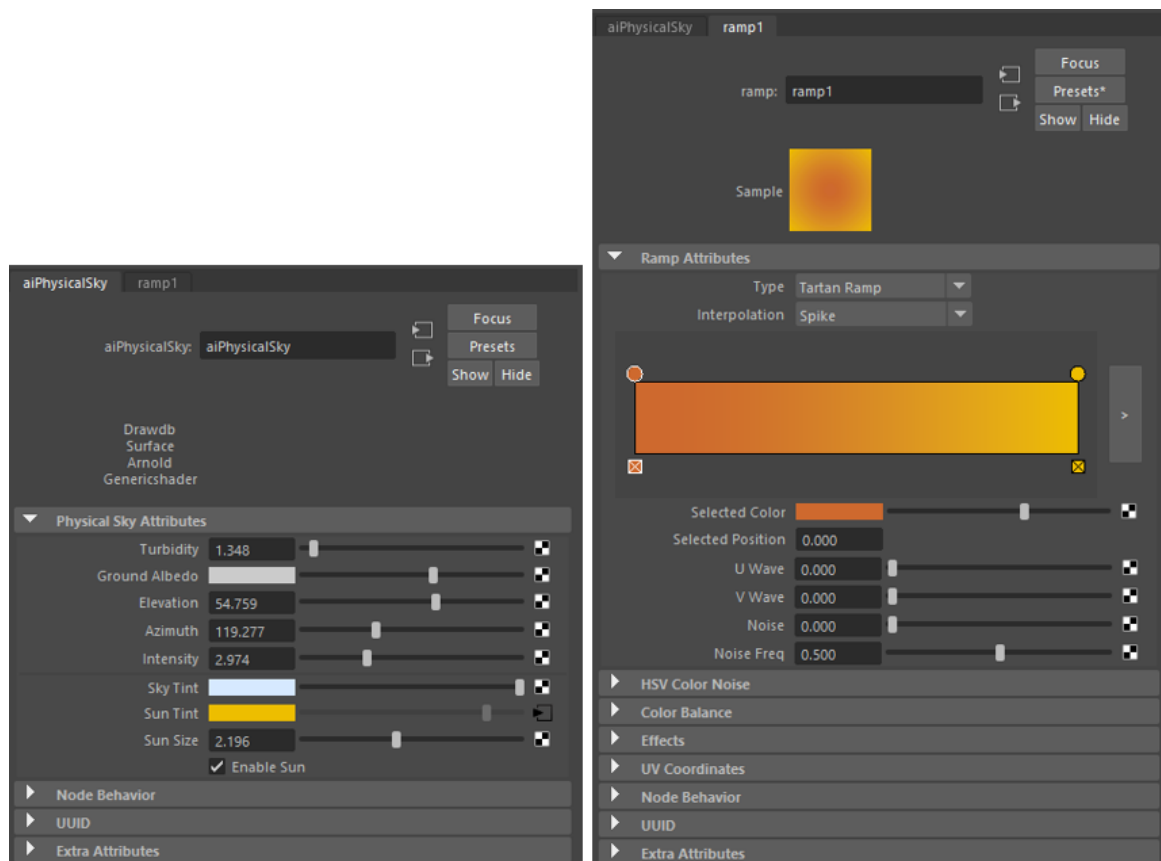 aiPhysicalSky ramp1
Focus
aiPhysicalSky: aiPhysicalSky
Presets
Show Hide
Drawdb
Surface
Arnold
Genericshader
Physical Sky Attributes
Turbidity 1.348
Ground Albedo
Elevation 54.759
Azimuth 119.277
Intensity 2.974
Sky Tint
Sun Tint
Sun Size 2.196
Enable Sun
Node Behavior
UUID
Extra Attributes
aiPhysicalSky ramp1
Focus
ramp: ramp1
Presets*
Show Hide
Sample
Ramp Attributes
Type Tartan Ramp
Interpolation Spike
>
Selected Color
Selected Position 0.000
U Wave 0.000
V Wave 0.000
Noise 0.000
Noise Freq 0.500
HSV Color Noise
Color Balance
Effects
UV Coordinates
Node Behavior
UUID
Extra Attributes